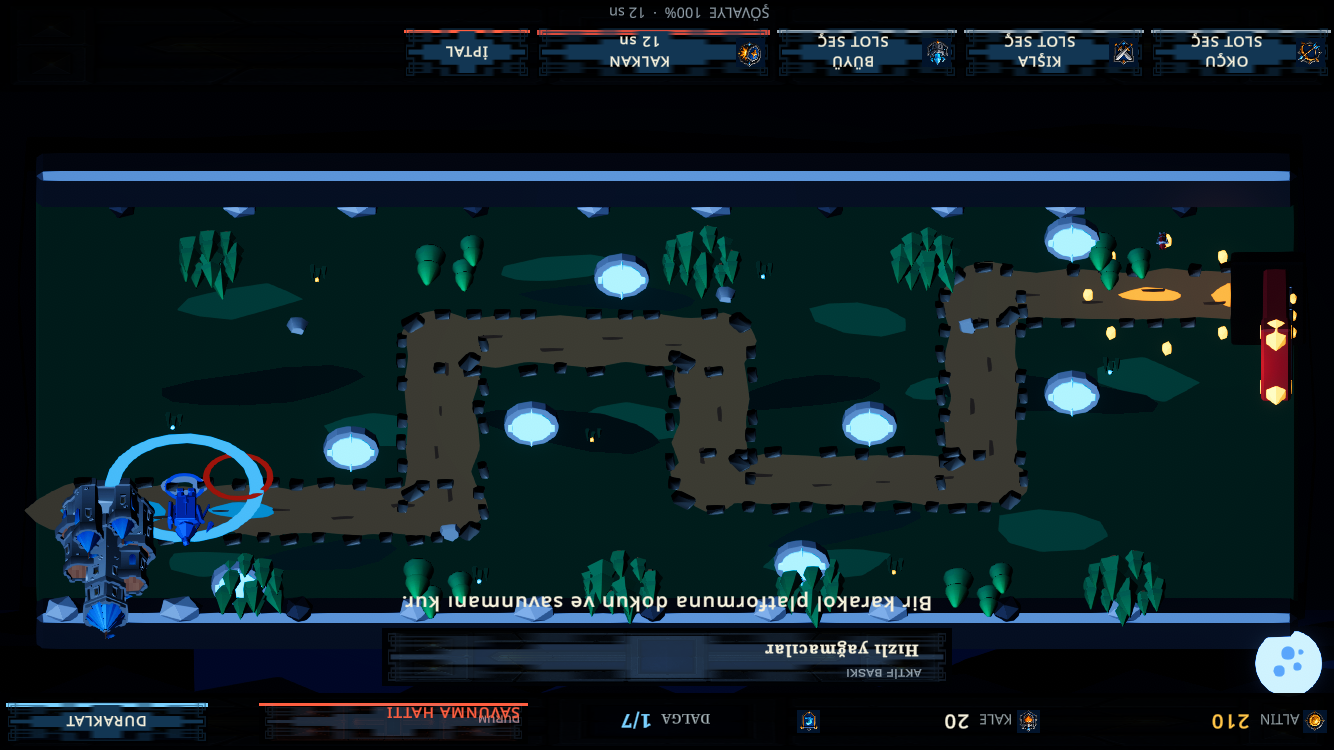 ALTIN 210
KALE 20
DALGA 1/7
DURUM
SAVUNMA HATTI
DURAKLAT
AKTİF BASKI
Hızlı yağmacılar
Bir karakol platformuna dokun ve savunmanı kur.
OKÇU
SLOT SEÇ
KIŞLA
SLOT SEÇ
BÜYÜ
SLOT SEÇ
KALKAN
12 sn
İPTAL
ŞÖVALYE 100% · 12 sn